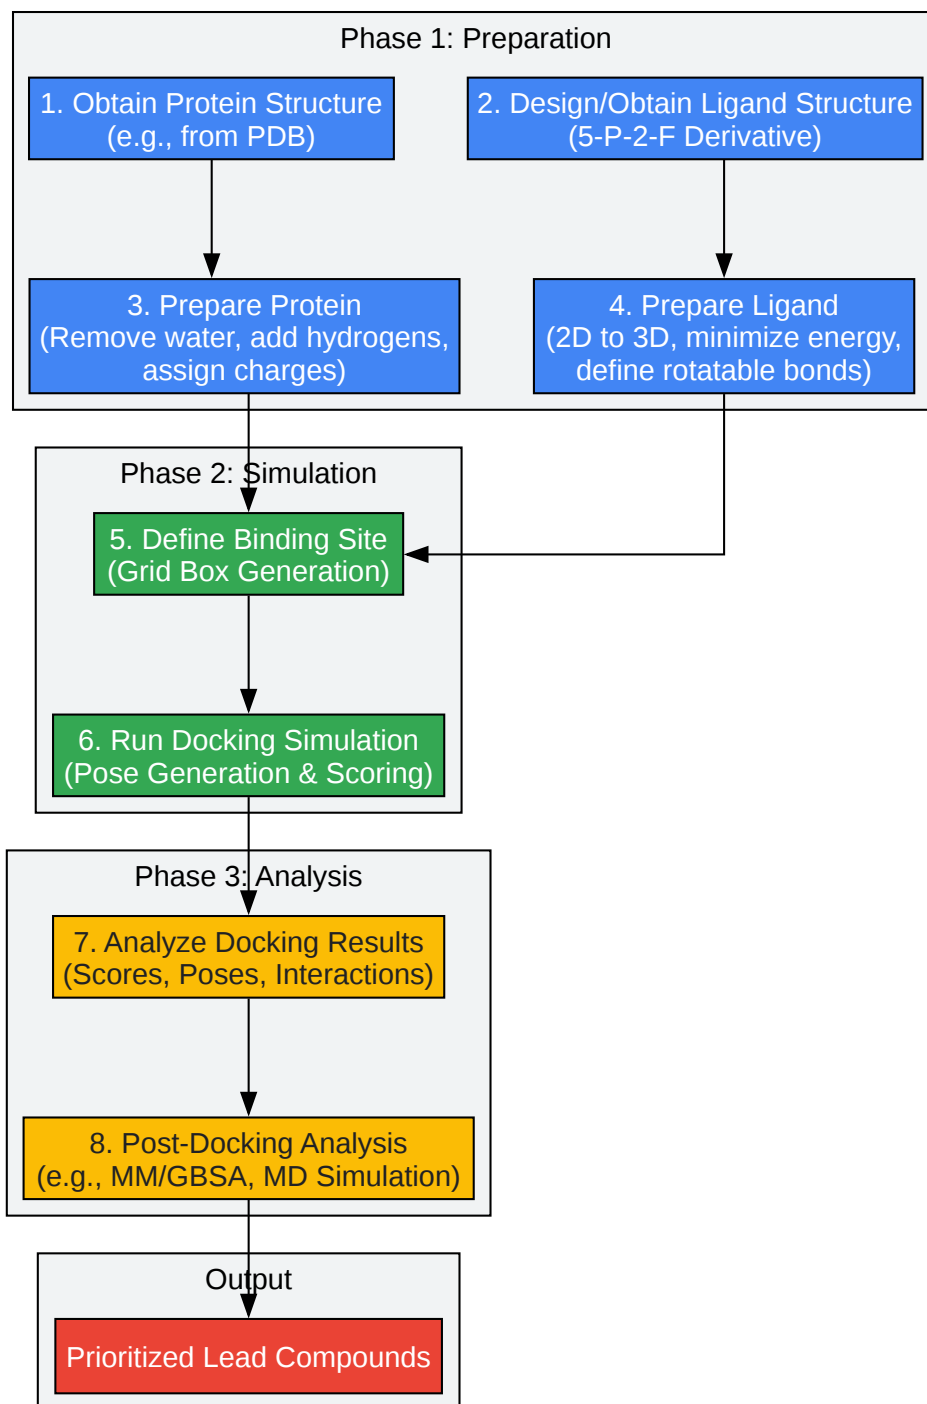 Phase 1: Preparation
1. Obtain Protein Structure
(e.g., from PDB)
2. Design/Obtain Ligand Structure
(5-P-2-F Derivative)
3. Prepare Protein
(Remove water, add hydrogens,
assign charges)
4. Prepare Ligand
(2D to 3D, minimize energy,
define rotatable bonds)
Phase 2: Simulation
5. Define Binding Site
(Grid Box Generation)
6. Run Docking Simulation
(Pose Generation & Scoring)
Phase 3: Analysis
7. Analyze Docking Results
(Scores, Poses, Interactions)
8. Post-Docking Analysis
(e.g., MM/GBSA, MD Simulation)
Output
Prioritized Lead Compounds